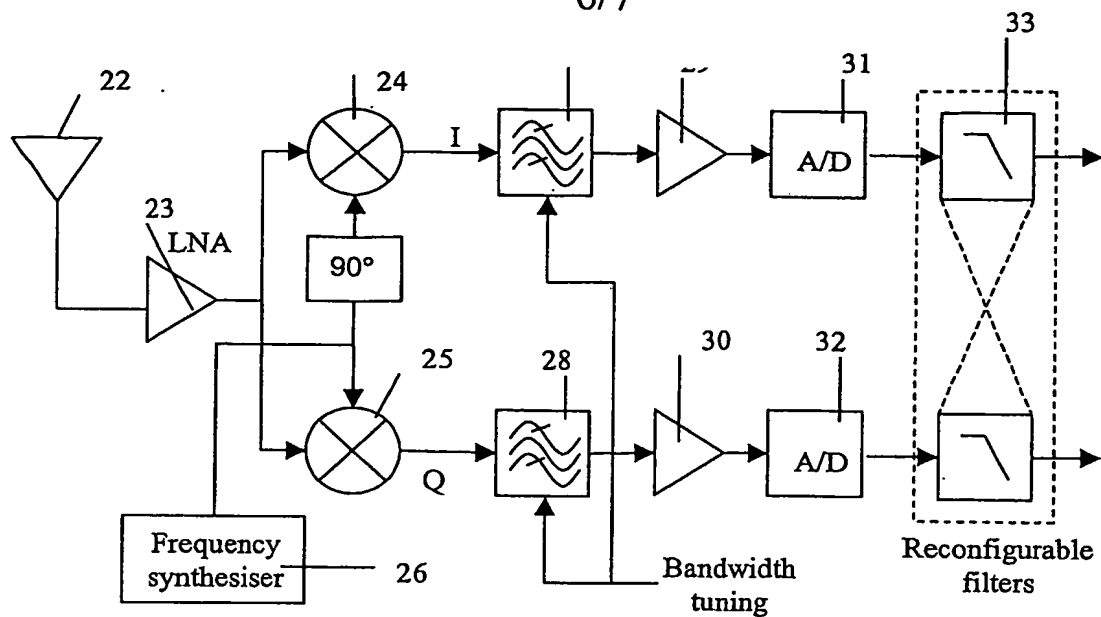 6/7
33
22
24
31
I
A/D
23
LNA
90°
25
28
30
32
Q
A/D
Frequency
synthesiser
26
Bandwidth
tuning
Reconfigurable
filters